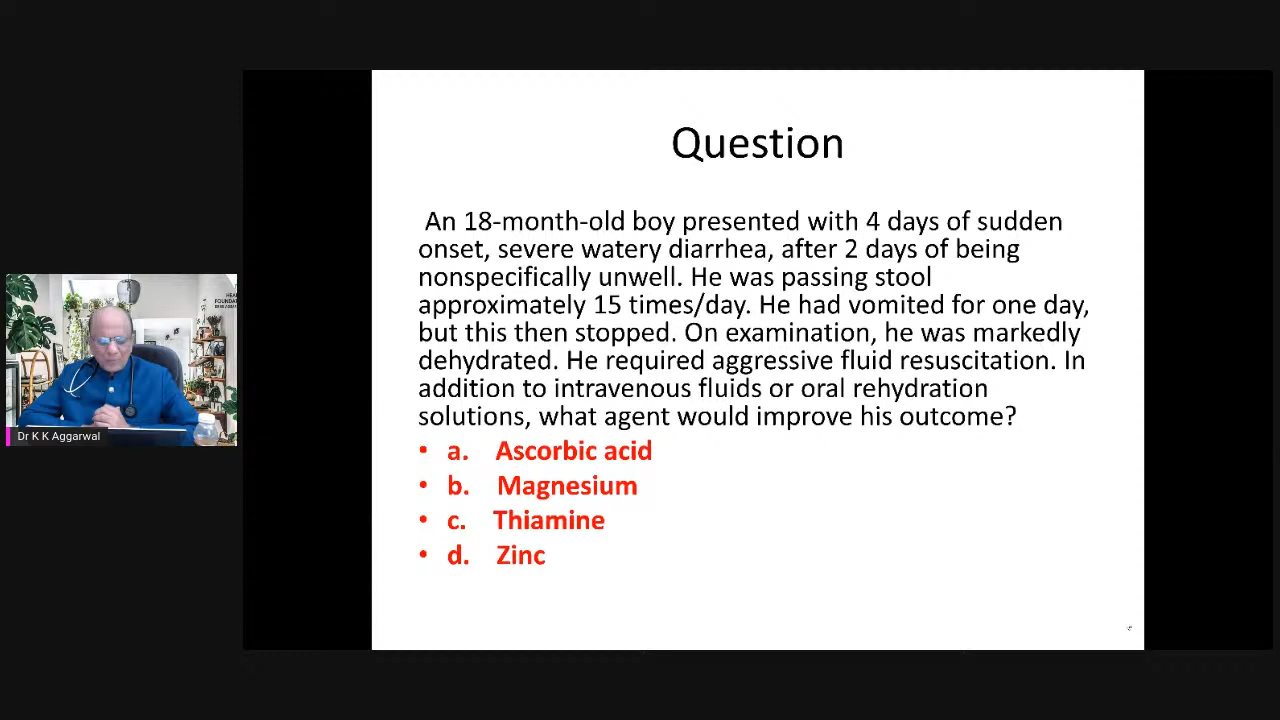 Question
An 18-month-old boy presented with 4 days of sudden
onset, severe watery diarrhea, after 2 days of being
nonspecifically unwell. He was passing stool
approximately 15 times/day. He had vomited for one day,
but this then stopped. On examination, he was markedly
dehydrated. He required aggressive fluid resuscitation. In
addition to intravenous fluids or oral rehydration
solutions, what agent would improve his outcome?
• a. Ascorbic acid
• b. Magnesium
• c. Thiamine
• d. Zinc
Dr K K Aggarwal